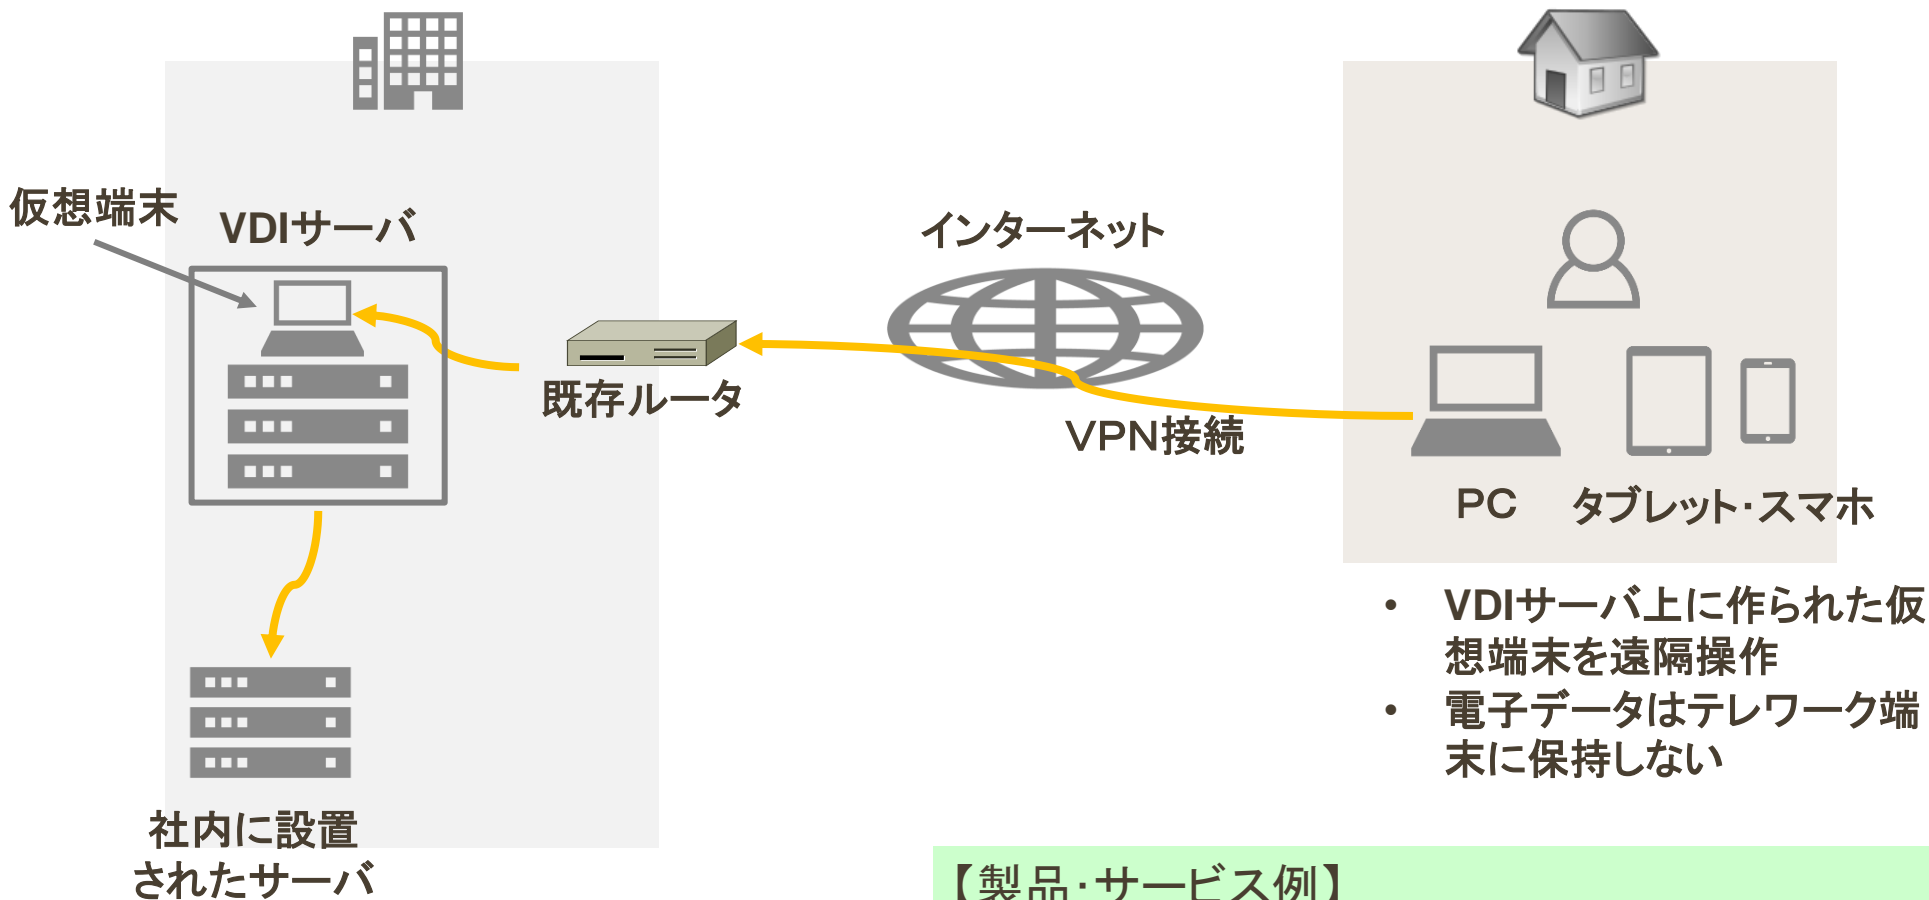 仮想端末
VDIサーバ
インターネット
既存ルータ
VPN接続
PC
タブレット・スマホ
• VDIサーバ上に作られた仮
想端末を遠隔操作
• 電子データはテレワーク端
末に保持しない
社内に設置
されたサーバ
【製品・サービス例】